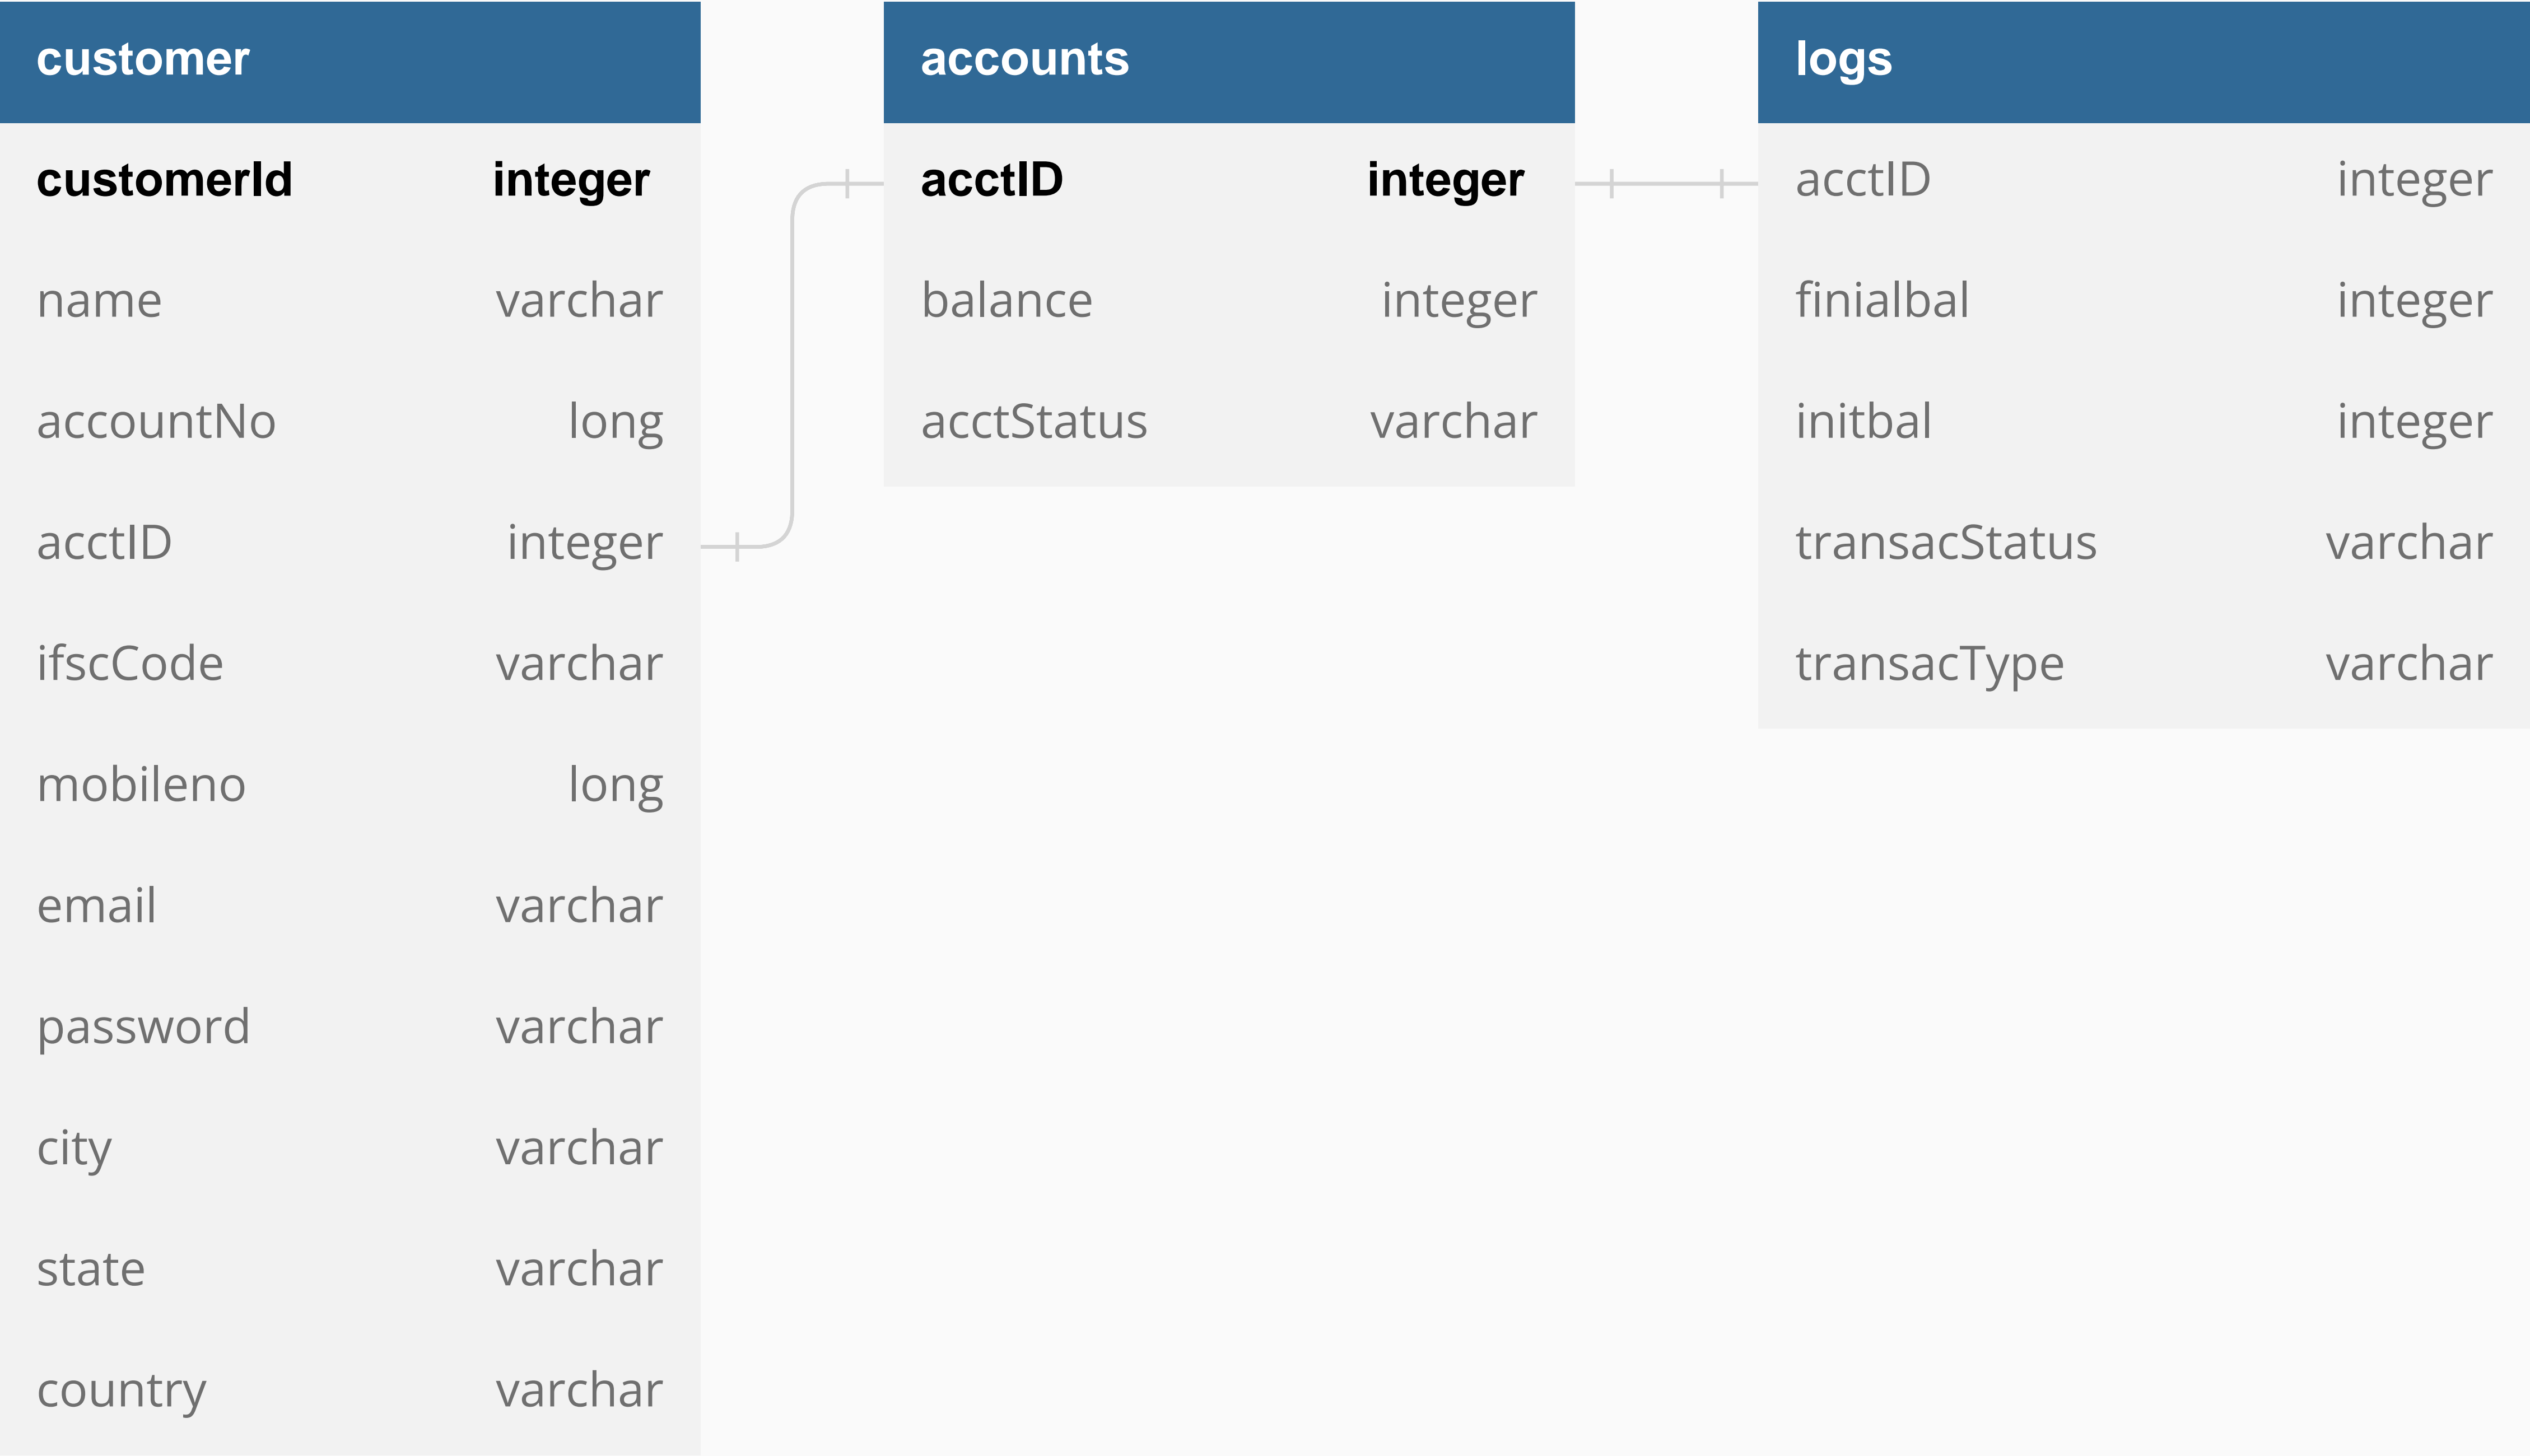 customer
customerId integer
name varchar
accountNo long
acctID integer
ifscCode varchar
mobileno long
email varchar
password varchar
city varchar
state varchar
country varchar
accounts
acctID integer
balance integer
acctStatus varchar
logs
acctID integer
finialbal integer
initbal integer
transacStatus varchar
transacType varchar